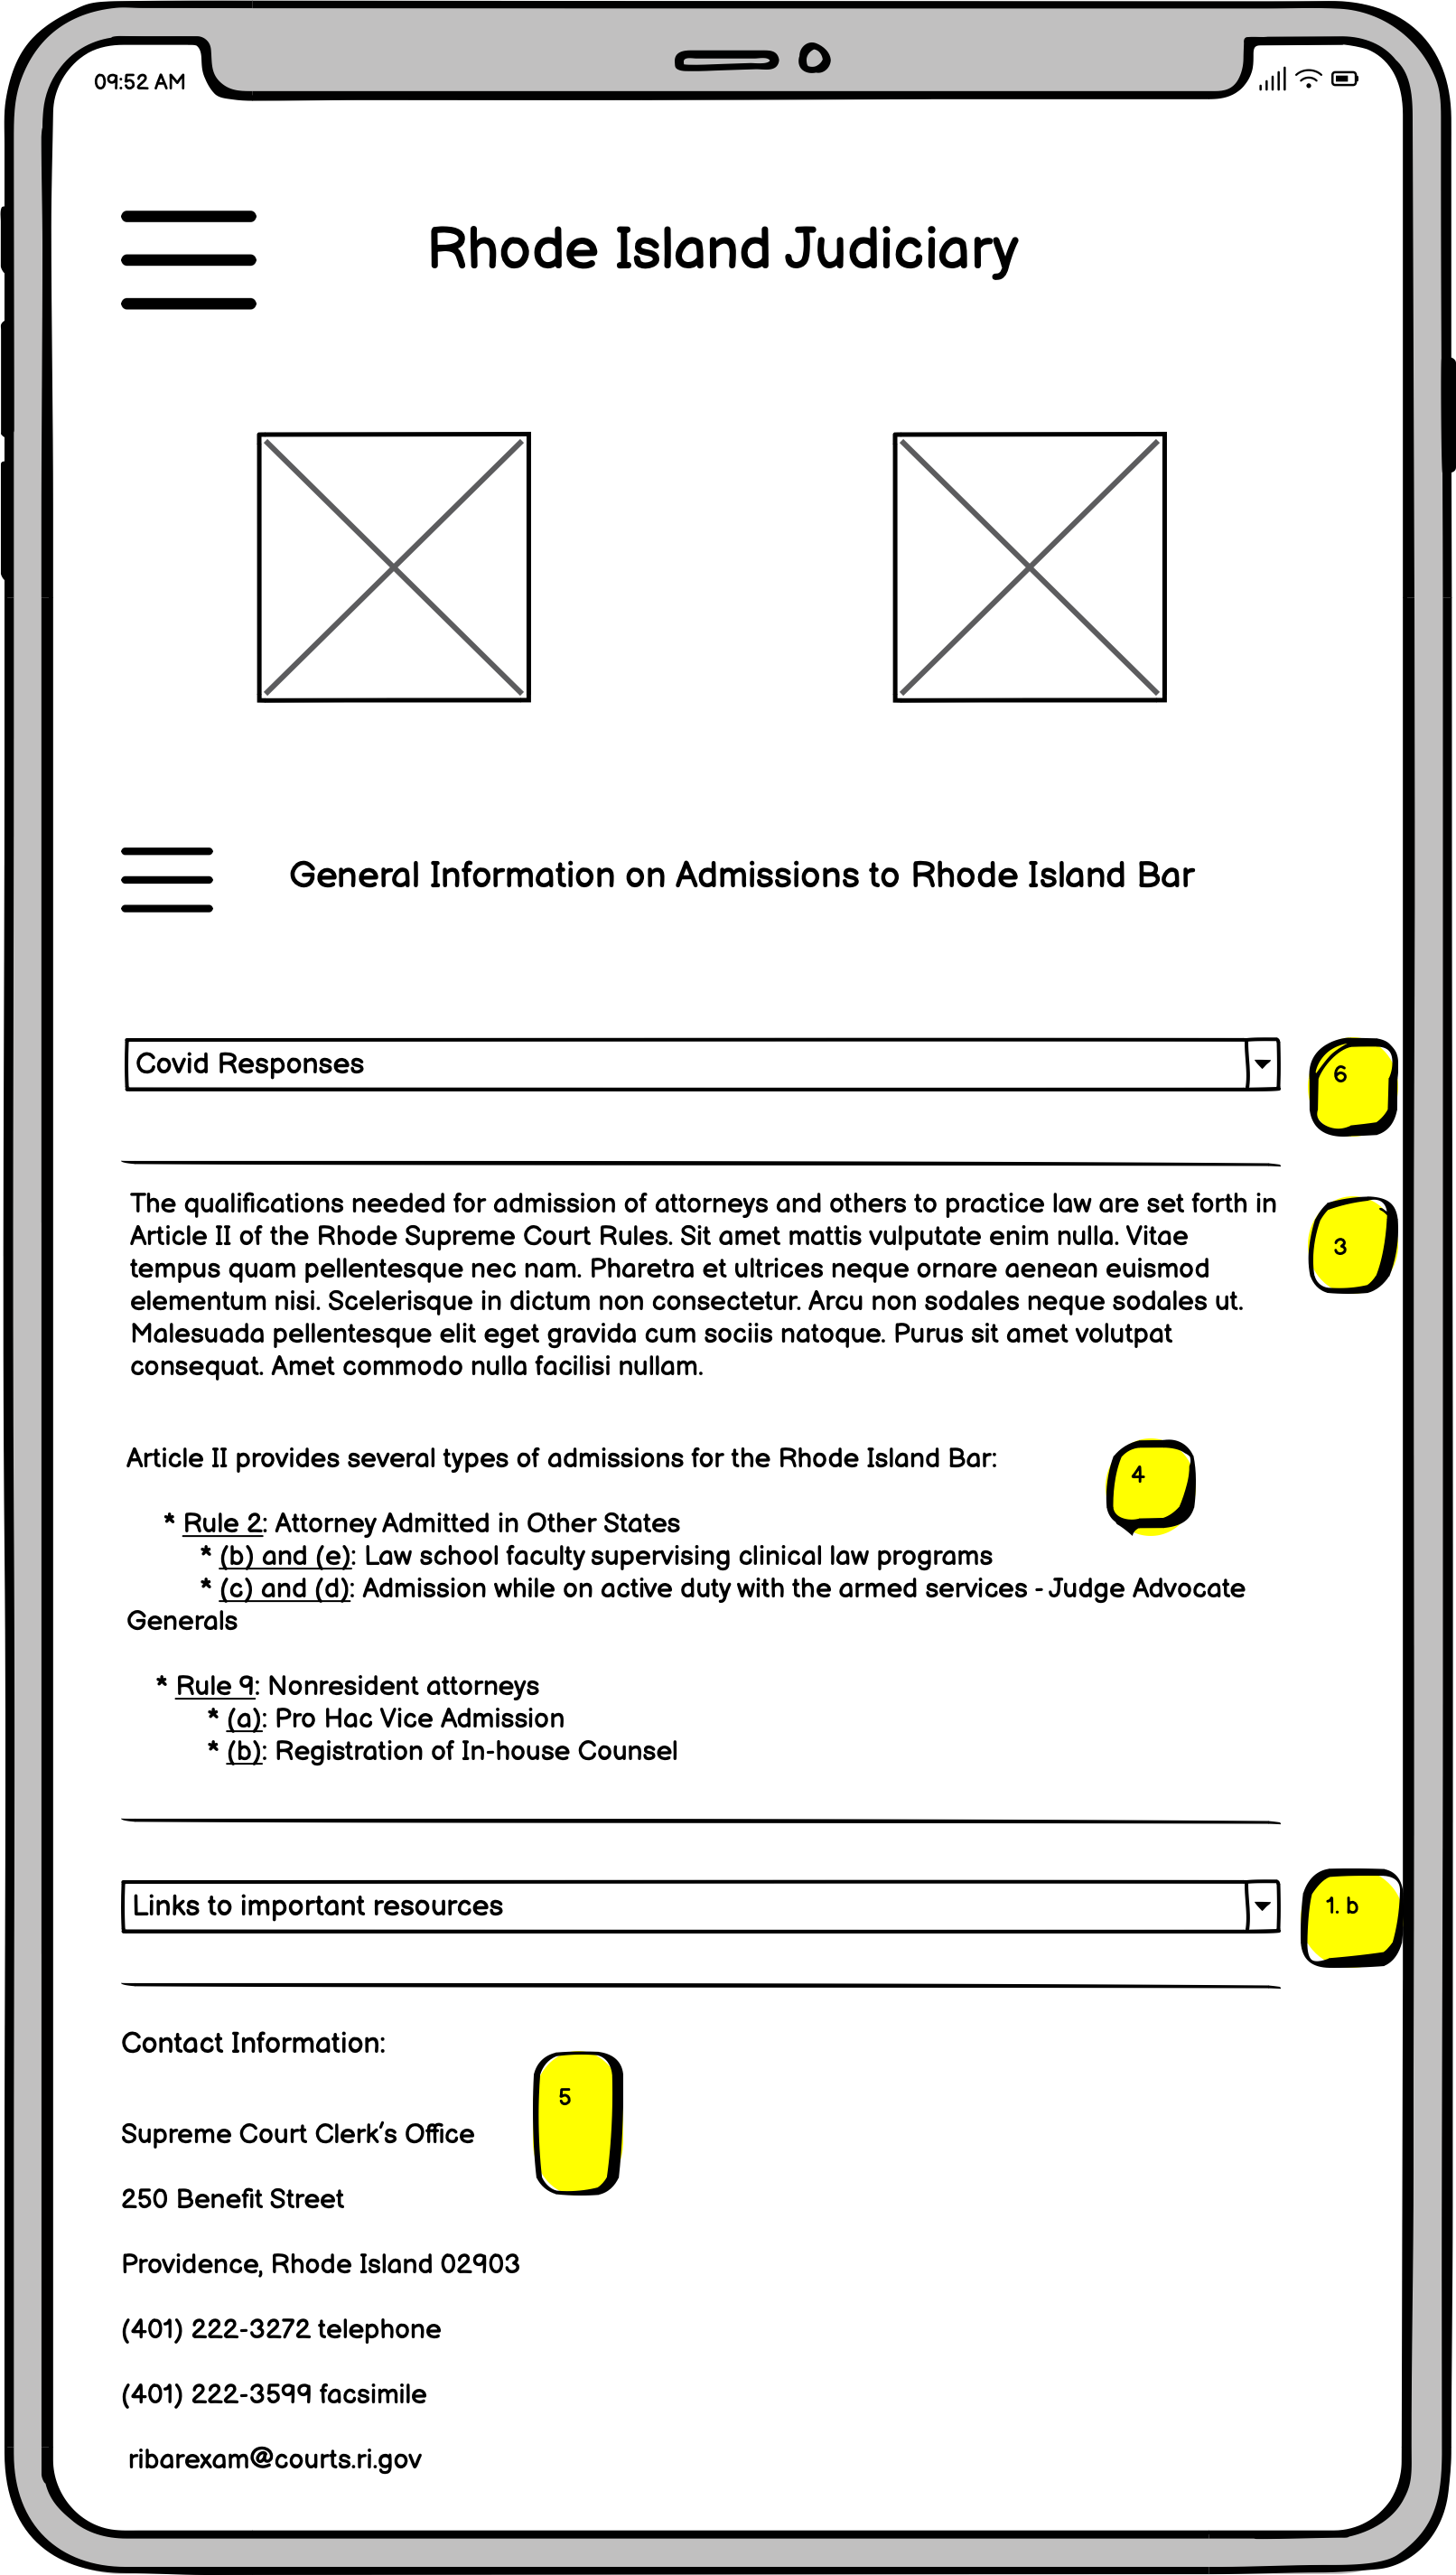 09:52 AM
Rhode Island Judiciary
General Information on Admissions to Rhode Island Bar
Covid Responses
6
The qualifications needed for admission of attorneys and others to practice law are set forth in
Article II of the Rhode Supreme Court Rules. Sit amet mattis vulputate enim nulla. Vitae
tempus quam pellentesque nec nam. Pharetra et ultrices neque ornare aenean euismod
elementum nisi. Scelerisque in dictum non consectetur. Arcu non sodales neque sodales ut.
Malesuada pellentesque elit eget gravida cum sociis natoque. Purus sit amet volutpat
consequat. Amet commodo nulla facilisi nullam.
3
Article II provides several types of admissions for the Rhode Island Bar:
4
* Rule 2: Attorney Admitted in Other States
* (b) and (e): Law school faculty supervising clinical law programs
* (c) and (d): Admission while on active duty with the armed services - Judge Advocate
Generals
* Rule 9: Nonresident attorneys
* (a): Pro Hac Vice Admission
* (b): Registration of In-house Counsel
Links to important resources
1. b
Contact Information:
5
Supreme Court Clerk's Office
250 Benefit Street
Providence, Rhode Island 02903
(401) 222-3272 telephone
(401) 222-3599 facsimile
ribarexam@courts.ri.gov